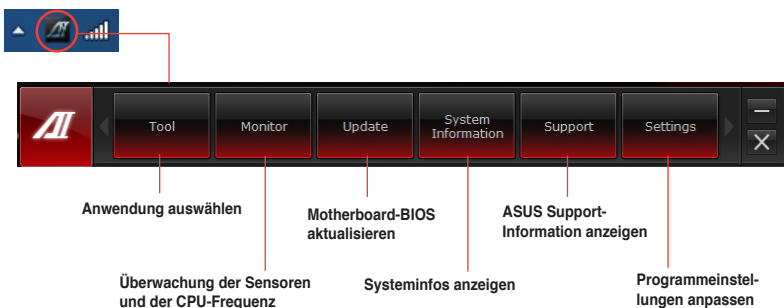 Tool
Monitor
Update
System
Information
Support
Settings
Anwendung auswählen
Motherboard-BIOS
aktualisieren
ASUS Support-
Information anzeigen
Überwachung der Sensoren
und der CPU-Frequenz
Systeminfos anzeigen
Programmeinstel-
lungen anpassen